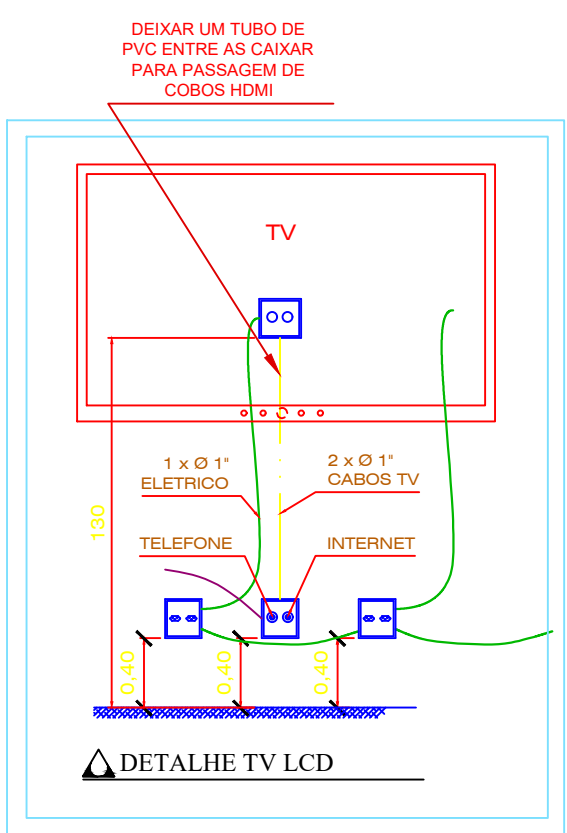 DEIXAR UM TUBO DE
PVC ENTRE AS CAIXAR
PARA PASSAGEM DE
COBOS HDMI
TV
1 x Ø 1"
ELETRICO
2 x Ø 1"
CABOS TV
130
TELEFONE
INTERNET
0,40
0,40
0,40
DETALHE TV LCD